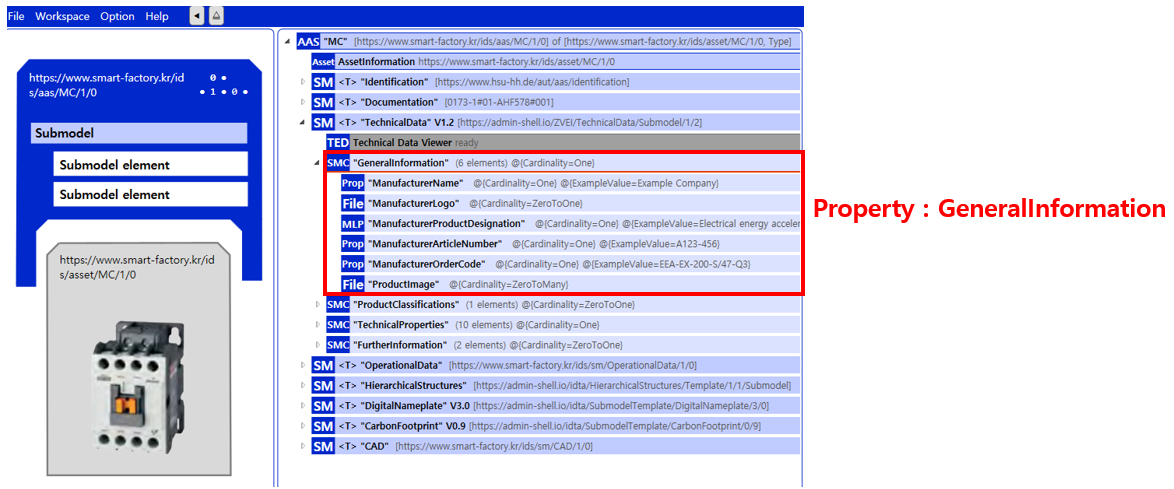 File Workspace Option Help
https://www.smart-factory.kr/id
s/aas/MC/1/0
0
1 0
Submodel
Submodel element
Submodel element
https://www.smart-factory.kr/id
s/asset/MC/1/0
AAS "MC" [https://www.smart-factory.kr/ids/aas/MC/1/0] of [https://www.smart-factory.kr/ids/asset/MC/1/0, Type]
Asset AssetInformation https://www.smart-factory.kr/ids/asset/MC/1/0
SM <T> "Identification" [https://www.hsu-hh.de/aut/aas/identification]
SM <T> "Documentation" [0173-1#01-AHF578#001]
SM <T> "TechnicalData" V1.2 [https://admin-shell.io/ZVEI/TechnicalData/Submodel/1/2]
TED Technical Data Viewer ready
SMC "GeneralInformation" (6 elements) @{Cardinality=One}
Prop "ManufacturerName" @{Cardinality=One} @{ExampleValue=Example Company}
File "ManufacturerLogo" @{Cardinality=ZeroToOne}
MLP "ManufacturerProductDesignation" @{Cardinality=One} @{ExampleValue=Electrical energy acceler
Prop "ManufacturerArticleNumber" @{Cardinality=One} @{ExampleValue=A123-456}
Prop "ManufacturerOrderCode" @{Cardinality=One} @{ExampleValue=EEA-EX-200-S/47-Q3}
File "ProductImage" @{Cardinality=ZeroToMany}
SMC "ProductClassifications" (1 elements) @{Cardinality=ZeroToOne}
SMC "TechnicalProperties" (10 elements) @{Cardinality=One}
SMC "FurtherInformation" (2 elements) @{Cardinality=ZeroToOne}
SM <T> "OperationalData" [https://www.smart-factory.kr/ids/sm/OperationalData/1/0]
SM <T> "HierarchicalStructures" [https://admin-shell.io/idta/HierarchicalStructures/Template/1/1/Submodel]
SM <T> "DigitalNameplate" V3.0 [https://admin-shell.io/idta/SubmodelTemplate/DigitalNameplate/3/0]
SM <T> "CarbonFootprint" V0.9 [https://admin-shell.io/idta/SubmodelTemplate/CarbonFootprint/0/9]
SM <T> "CAD" [https://www.smart-factory.kr/ids/sm/CAD/1/0]
Property : GeneralInformation